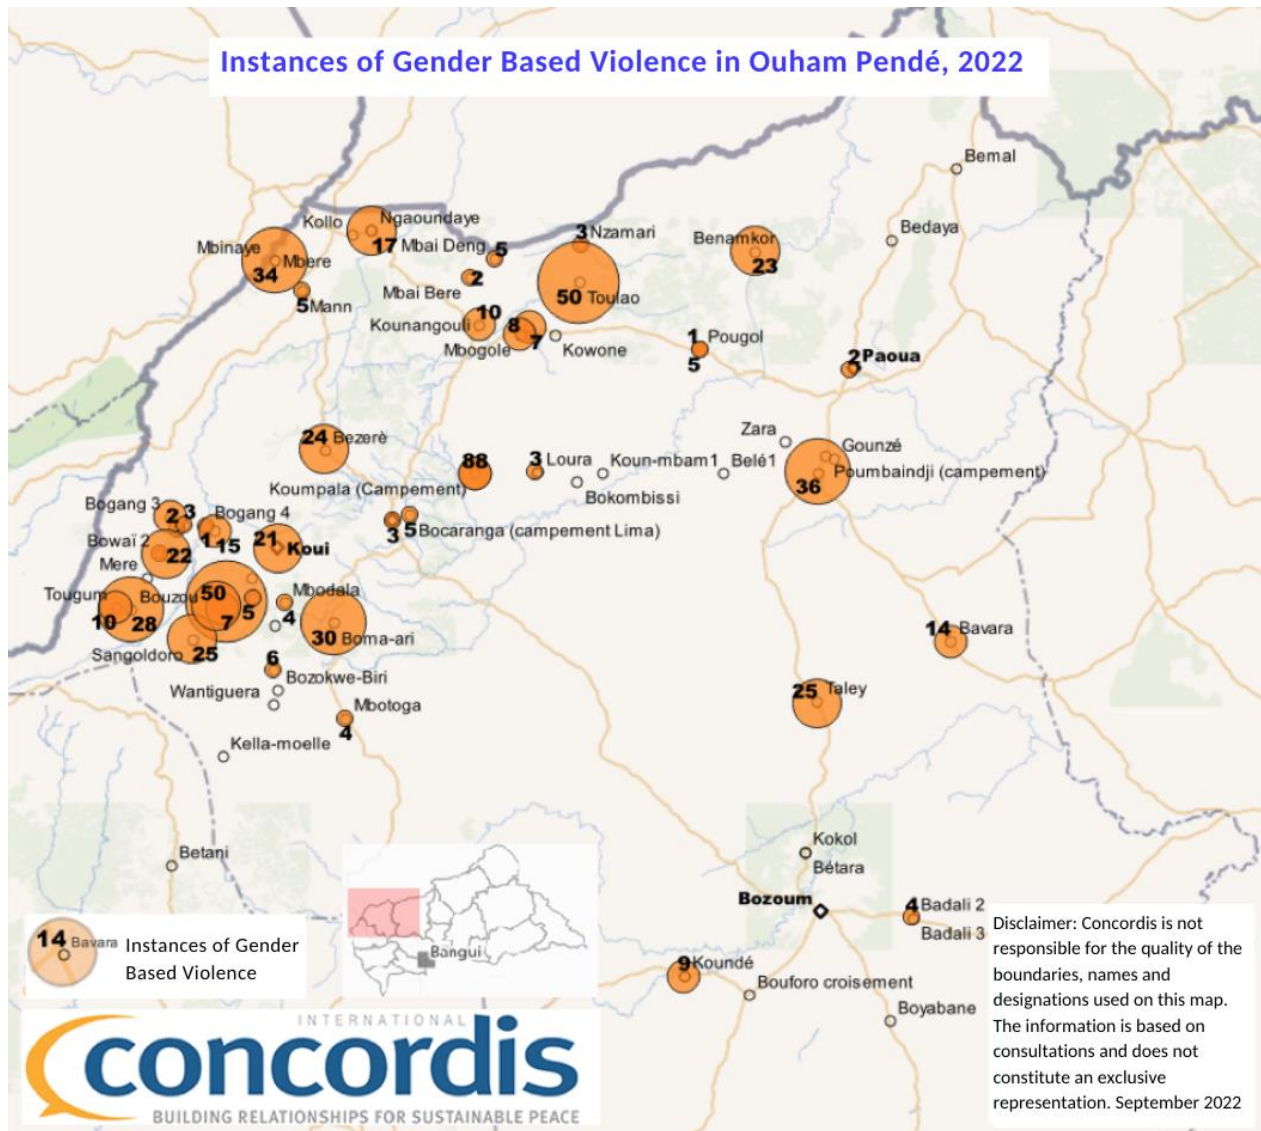 Instances of Gender Based Violence in Ouham Pendé, 2022
Bemal
Kollo
Ngaoundaye
17
Mbai Deng
5
3 Nzamari
Benamkor
23
Bedaya
Mbinaye
Mbere
34
2
Mbai Bere
50 Toulao
5 Mann
10
Kounangouli
8
7
Mbogole
Kowone
1 Pougol
5
2 Paoua
24 Bezerè
88
Koumpala (Campement)
3 Loura
Koun-mbam1
Belé1
Bokombissi
Zara
Gounzé
Poumbaindji (campement)
36
Bogang 3
2
3
Bogang 4
1
15
3
5 Bocaranga (campement Lima)
Bowaï 2
22
21
Koui
Mere
Tougum
10
28
Bouzou
50
7
5
Mbodala
4
30 Boma-ari
Sangoldoro
25
6
Bozokwe-Biri
Wantiguera
Mbotoga
4
Kella-moelle
14 Bavara
25 Taley
Betani
Kokol
Bétara
Bozoum
4 Badali 2
Badali 3
9 Koundé
Bouforo croisement
Boyabane
Bangui
14 Bavara
Instances of Gender
Based Violence
INTERNATIONAL
concordis
BUILDING RELATIONSHIPS FOR SUSTAINABLE PEACE
Disclaimer: Concordis is not
responsible for the quality of the
boundaries, names and
designations used on this map.
The information is based on
consultations and does not
constitute an exclusive
representation. September 2022